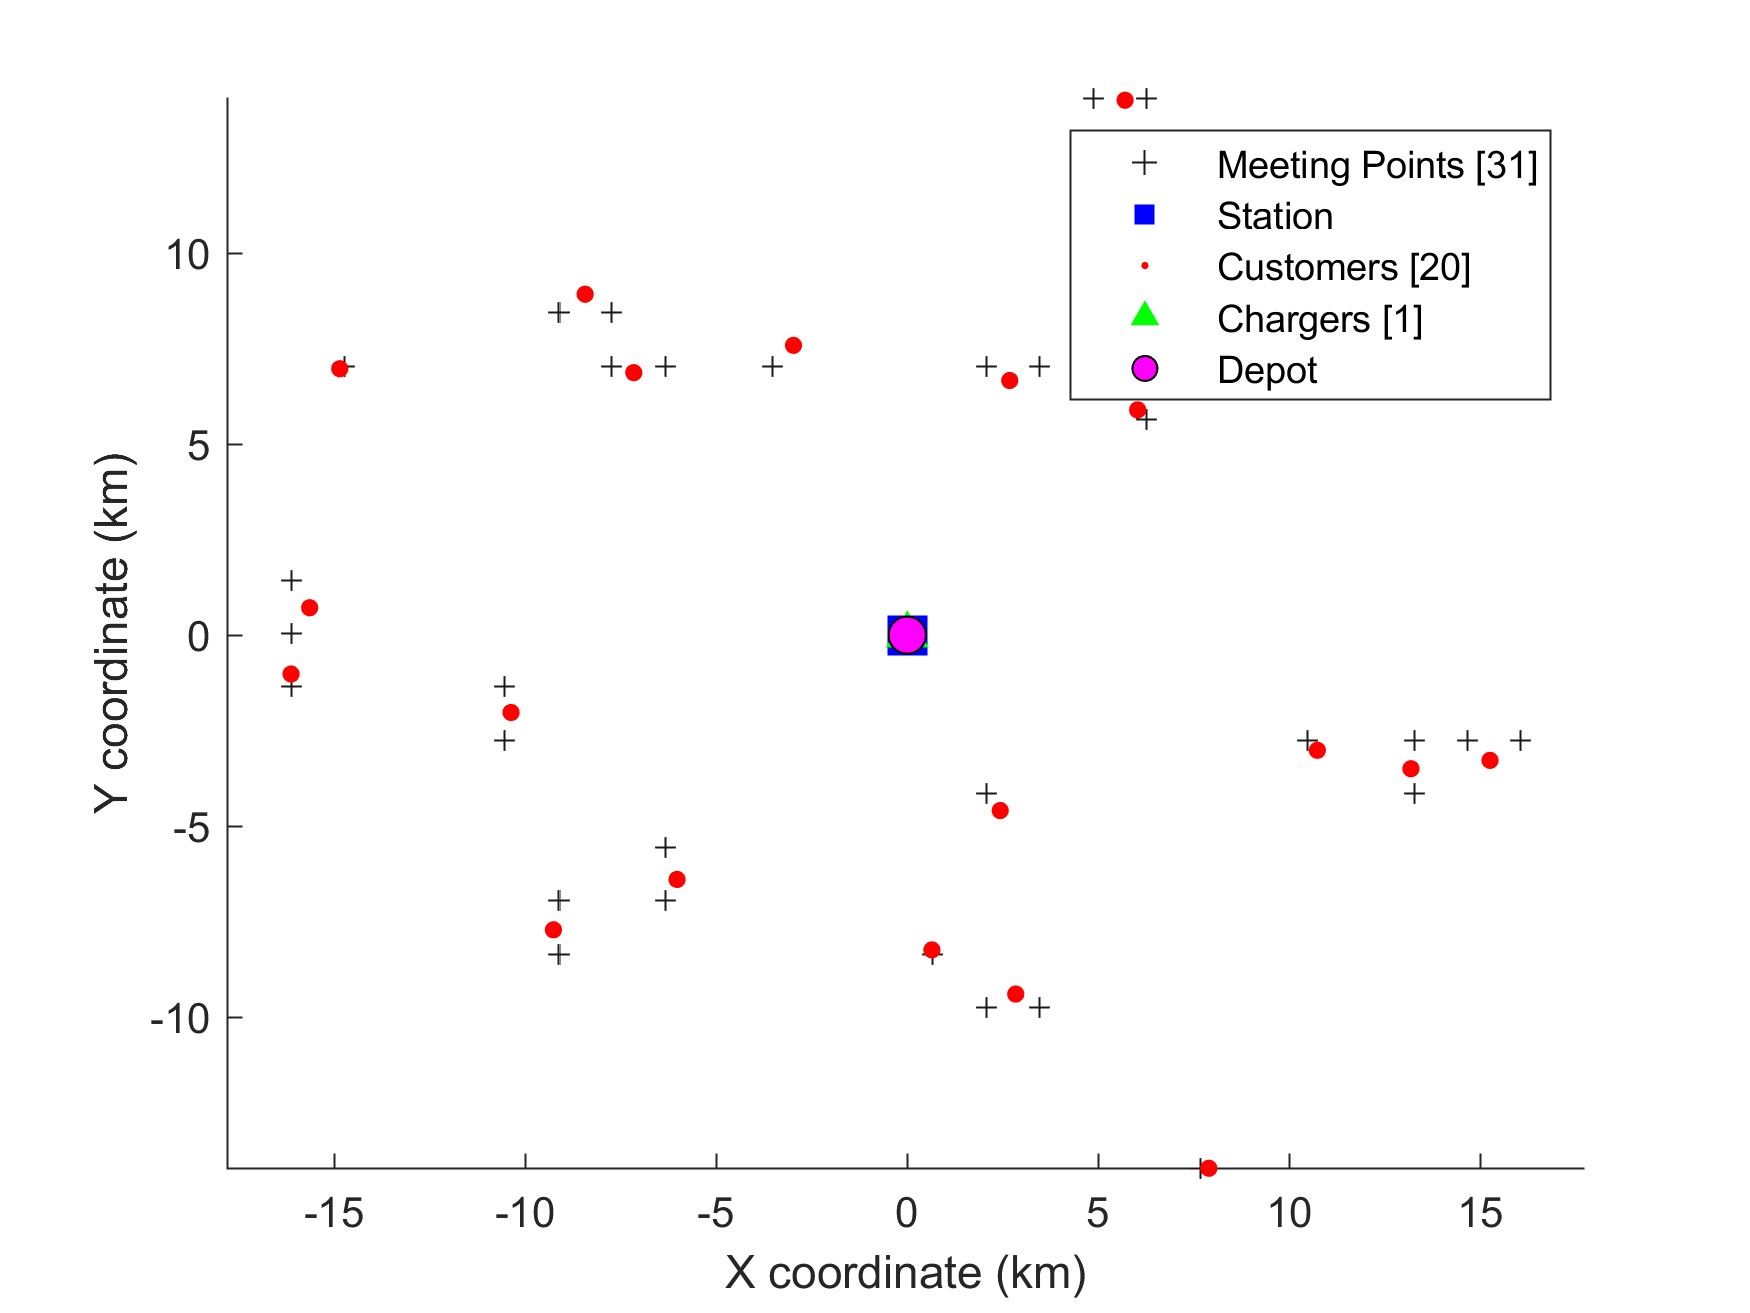 Meeting Points [31]
Station
Customers [20]
Chargers [1]
Depot
10
5
0
-5
-10
Y coordinate (km)
-15 -10 -5 0 5 10 15
X coordinate (km)